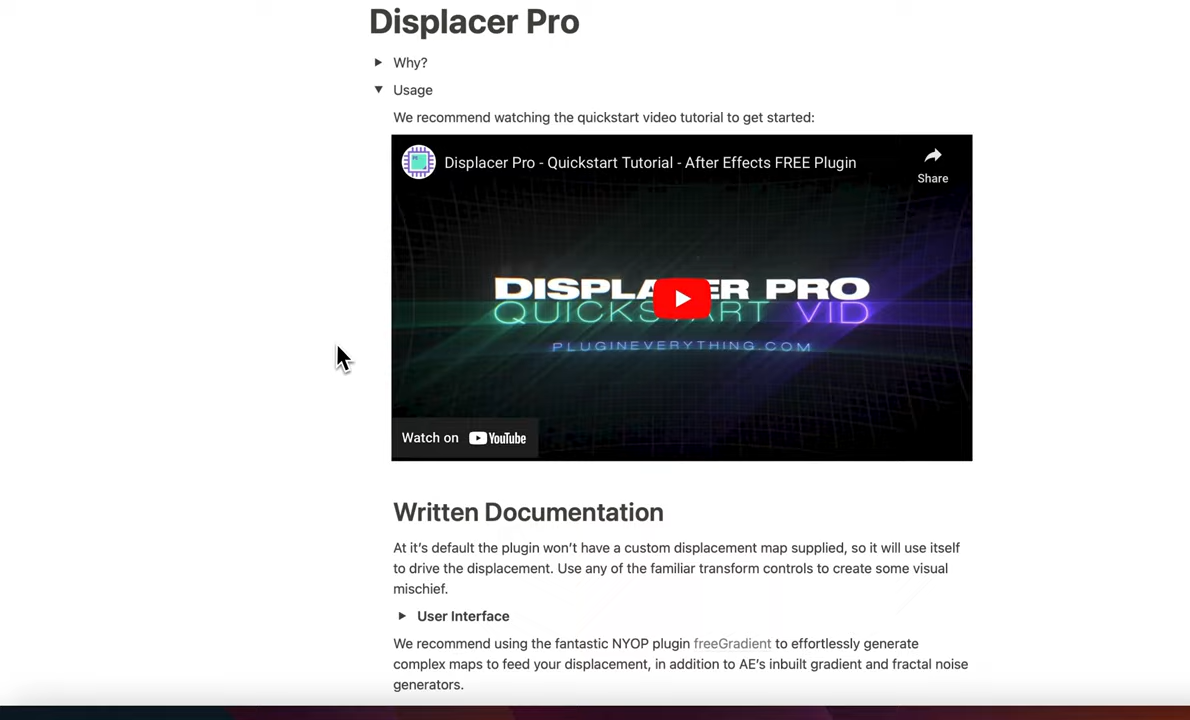 Displacer Pro
Why?
Usage
We recommend watching the quickstart video tutorial to get started:
Displacer Pro - Quickstart Tutorial - After Effects FREE Plugin
Share
DISPLACER PRO
QUICKSTART VID
PLUGINEVERYTHING.COM
Watch on YouTube
Written Documentation
At it’s default the plugin won’t have a custom displacement map supplied, so it will use itself
to drive the displacement. Use any of the familiar transform controls to create some visual
mischief.
User Interface
We recommend using the fantastic NYOP plugin freeGradient to effortlessly generate
complex maps to feed your displacement, in addition to AE’s inbuilt gradient and fractal noise
generators.